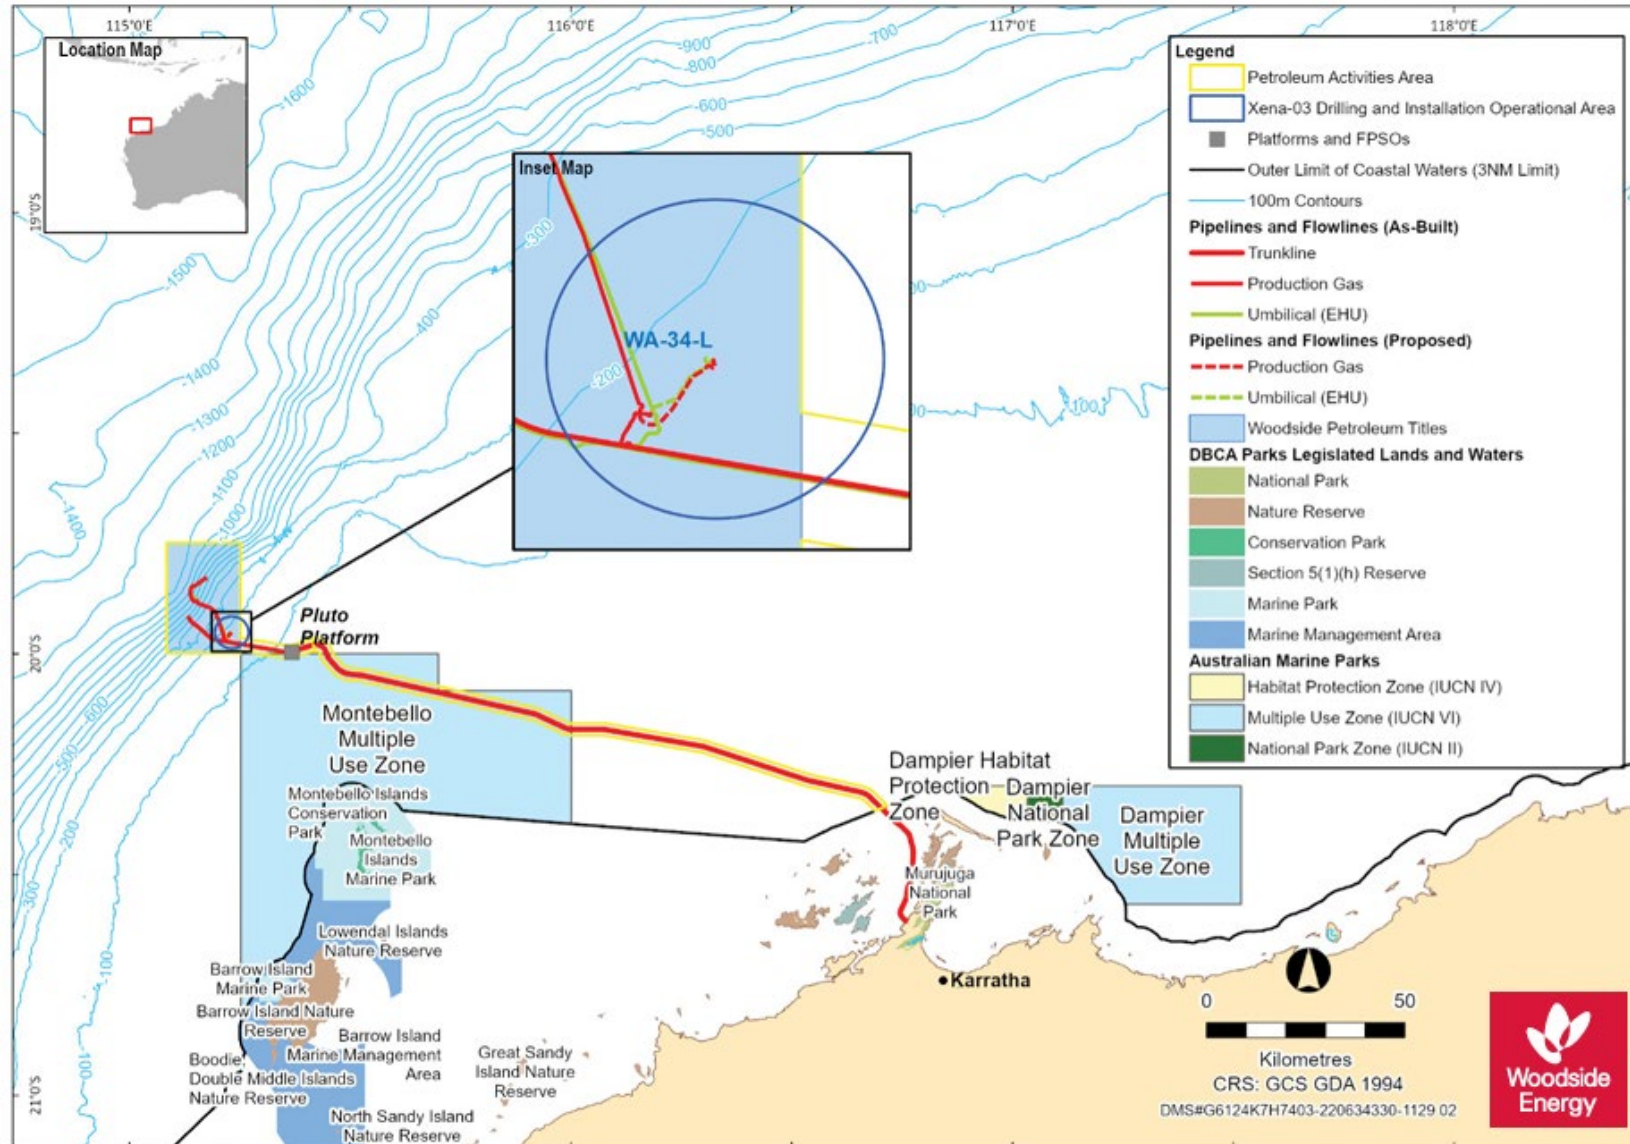 115°0'E
116°0'E
117°0'E
118°0'E
19°0'S
20°0'S
21°0'S
Location Map
Inset Map
WA-34-L
-300
-200
-1600
-1500
-1400
-1300
-1200
-1100
-1000
-1400
-900
-800
-700
-600
-500
-400
-100
-600
-500
-200
-300
-100
-100
Pluto
Platform
Montebello
Multiple
Use Zone
Montebello Islands
Conservation
Park
Montebello
Islands
Marine Park
Lowendal Islands
Nature Reserve
Barrow Island
Marine Park
Barrow Island Nature
Reserve
Barrow Island
Marine Management
Area
Boodie,
Double Middle Islands
Nature Reserve
North Sandy Island
Nature Reserve
Great Sandy
Island Nature
Reserve
Dampier Habitat
Protection
Zone
Dampier
National
Park Zone
Dampier
Multiple
Use Zone
Murujuga
National
Park
Karratha
Legend
Petroleum Activities Area
Xena-03 Drilling and Installation Operational Area
Platforms and FPSOs
Outer Limit of Coastal Waters (3NM Limit)
100m Contours
Pipelines and Flowlines (As-Built)
Trunkline
Production Gas
Umbilical (EHU)
Pipelines and Flowlines (Proposed)
Production Gas
Umbilical (EHU)
Woodside Petroleum Titles
DBCA Parks Legislated Lands and Waters
National Park
Nature Reserve
Conservation Park
Section 5(1)(h) Reserve
Marine Park
Marine Management Area
Australian Marine Parks
Habitat Protection Zone (IUCN IV)
Multiple Use Zone (IUCN VI)
National Park Zone (IUCN II)
0 50
Kilometres
CRS: GCS GDA 1994
DMS#G6124K7H7403-220634330-1129 02
Woodside
Energy